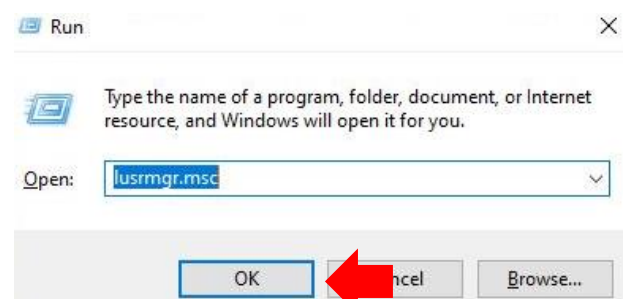 Run
Type the name of a program, folder, document, or Internet
resource, and Windows will open it for you.
Open:
lusrmgr.msc
OK
Browse...